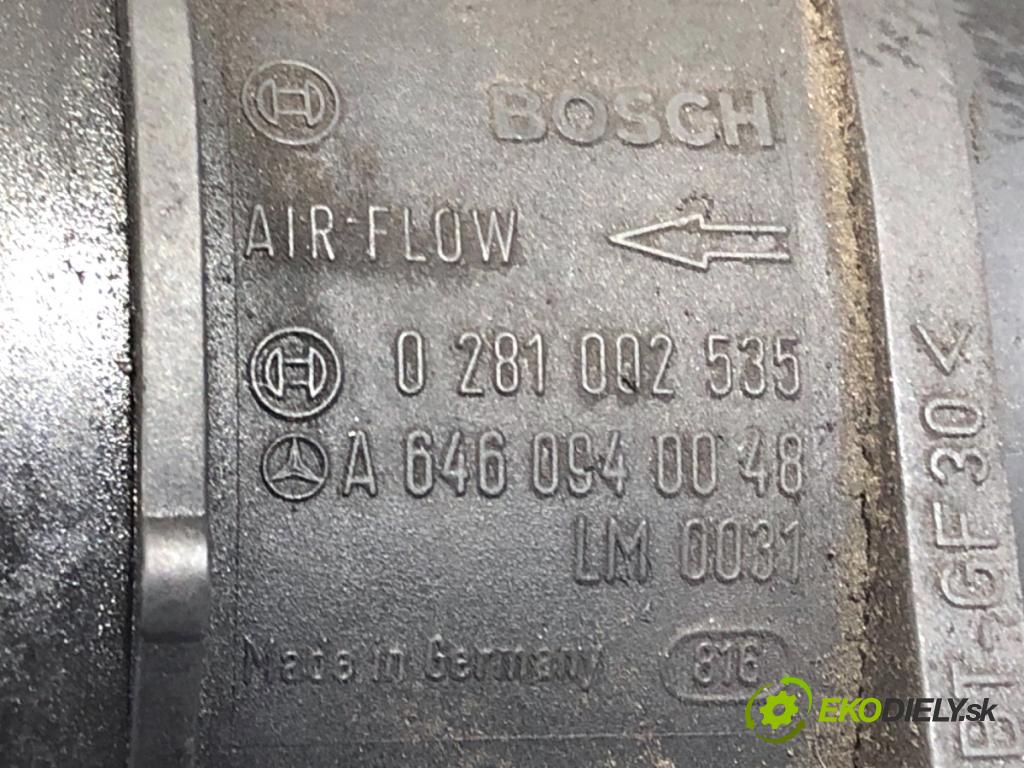 BOSCH
AIR FLOW
0 281 002 535
A 646 094 00 48
LM 0031
Made in Germany 816
BT-GF30<
EKODIELY.sk